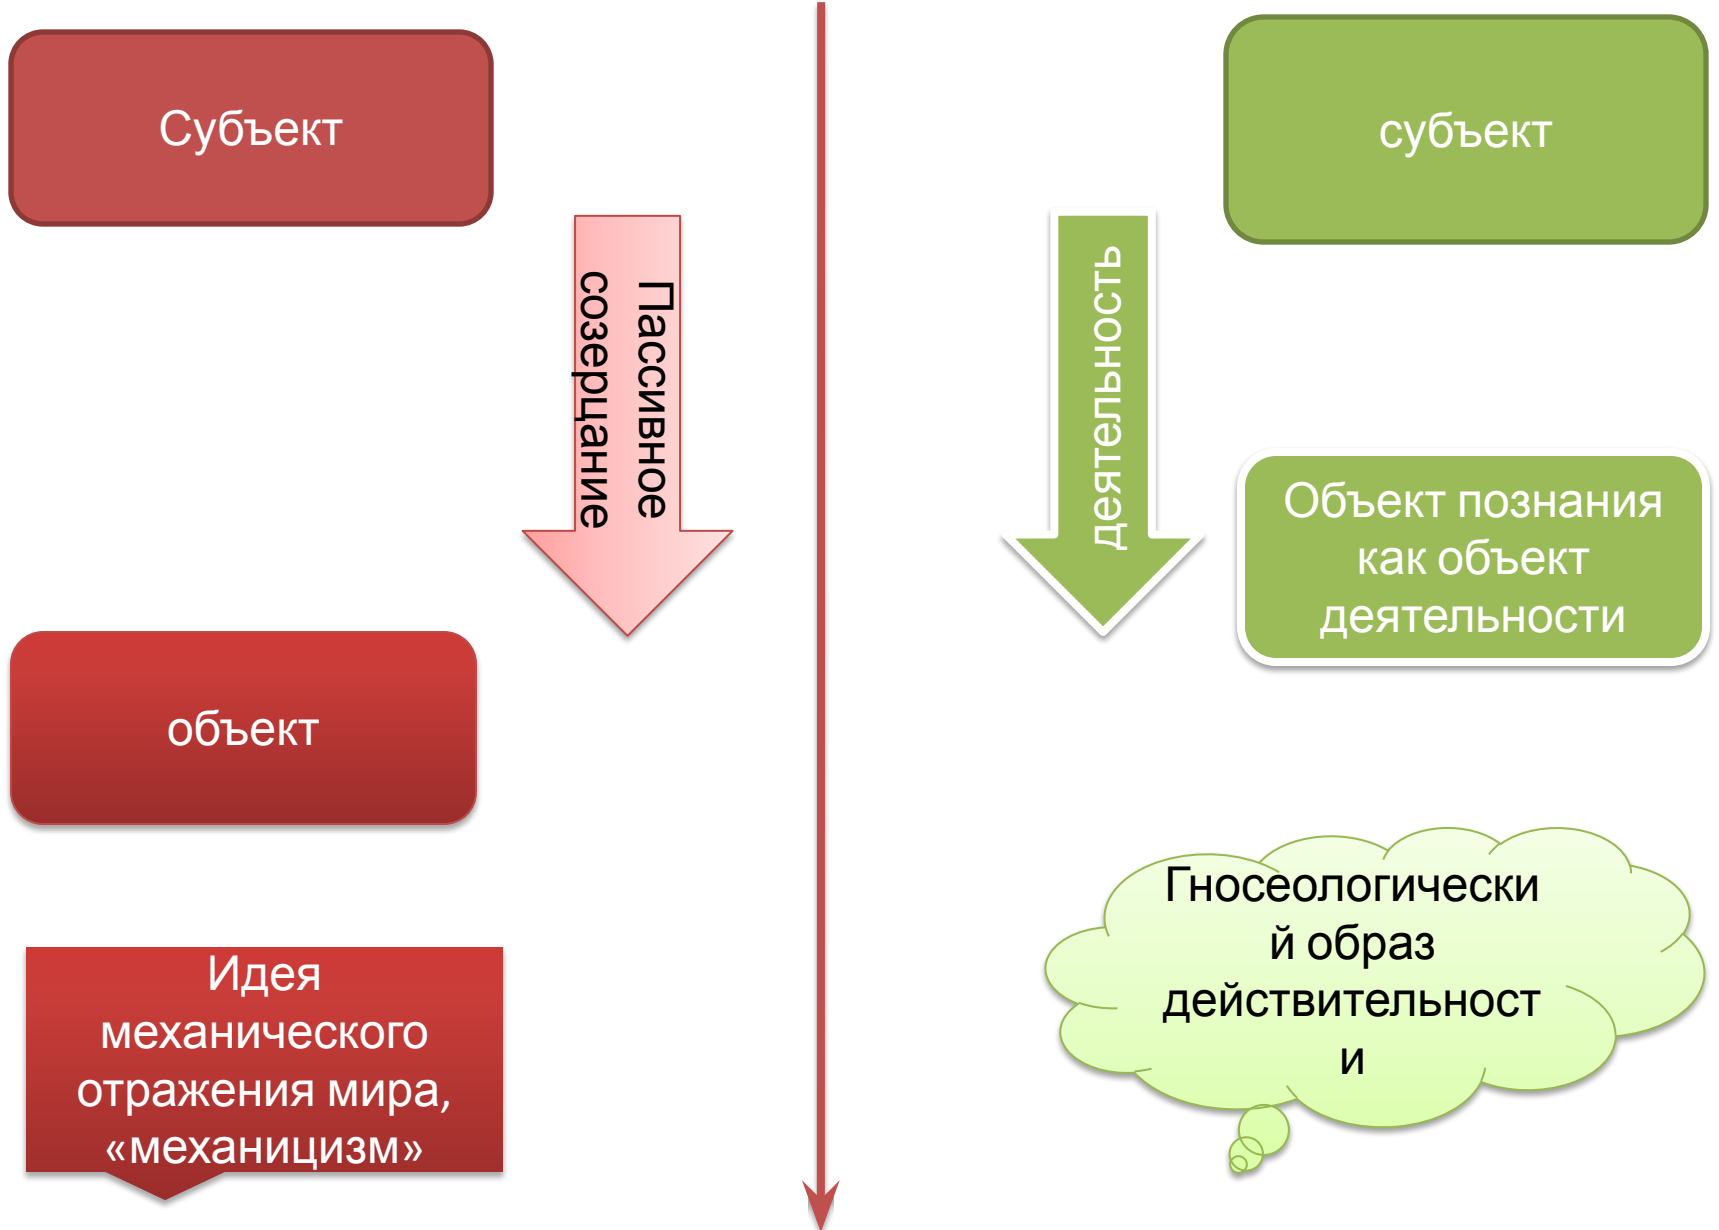 Субъект
Пассивное
созерцание
объект
Идея
механического
отражения мира,
«механицизм»
субъект
деятельность
Объект познания
как объект
деятельности
Гносеологически
й образ
действительност
и